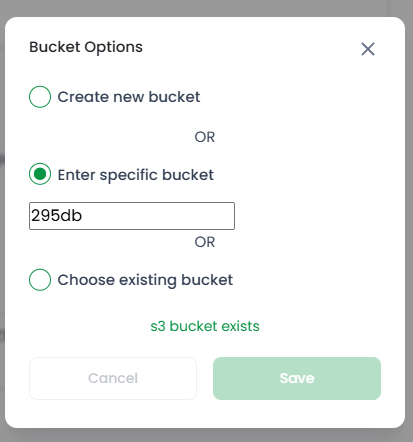 Bucket Options
Create new bucket
OR
Enter specific bucket
295db
OR
Choose existing bucket
s3 bucket exists
Cancel
Save